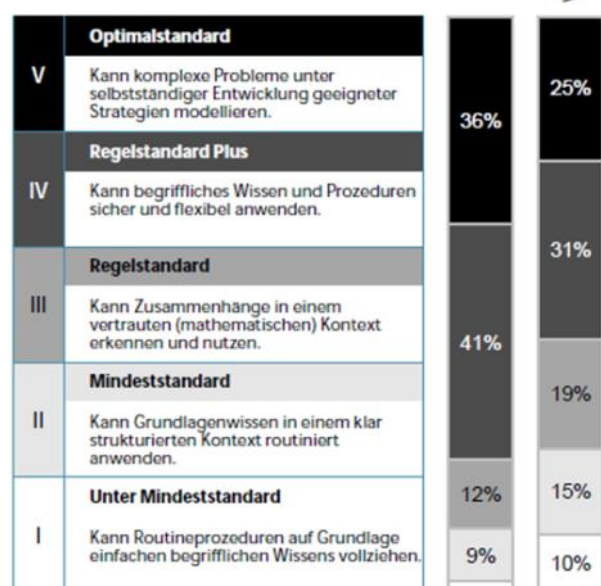 Optimalstandard
V
Kann komplexe Probleme unter
selbstständiger Entwicklung geeigneter
Strategien modellieren.
Regelstandard Plus
IV
Kann begriffliches Wissen und Prozeduren
sicher und flexibel anwenden.
Regelstandard
III
Kann Zusammenhänge in einem
vertrauten (mathematischen) Kontext
erkennen und nutzen.
Mindeststandard
II
Kann Grundlagenwissen in einem klar
strukturierten Kontext routiniert
anwenden.
Unter Mindeststandard
I
Kann Routineprozeduren auf Grundlage
einfachen begrifflichen Wissens vollziehen.
36%
41%
12%
9%
25%
31%
19%
15%
10%